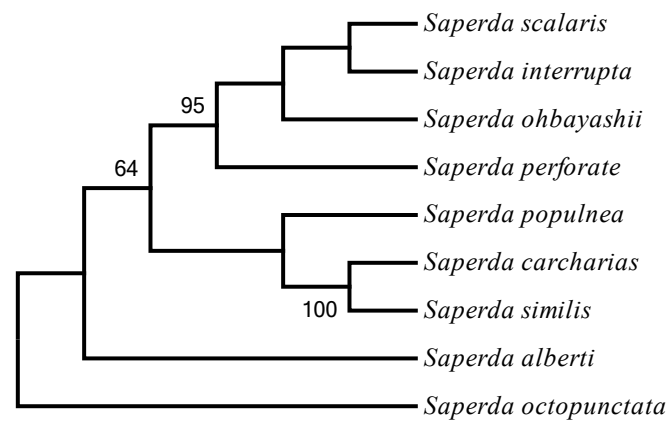 Saperda scalaris
Saperda interrupta
95
Saperda ohbayashii
64
Saperda perforate
Saperda populnea
Saperda carcharias
100
Saperda similis
Saperda alberti
Saperda octopunctata